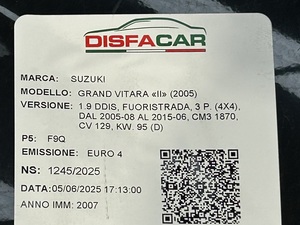 DISFACAR
MARCA: SUZUKI
MODELLO: GRAND VITARA «II» (2005)
VERSIONE: 1.9 DDIS, FUORISTRADA, 3 P. (4X4),
DAL 2005-08 AL 2015-06, CM3 1870,
CV 129, KW. 95 (D)
P5: F9Q
EMISSIONE: EURO 4
NS: 1245/2025
DATA:05/06/2025 17:13:00
ANNO IMM: 2007